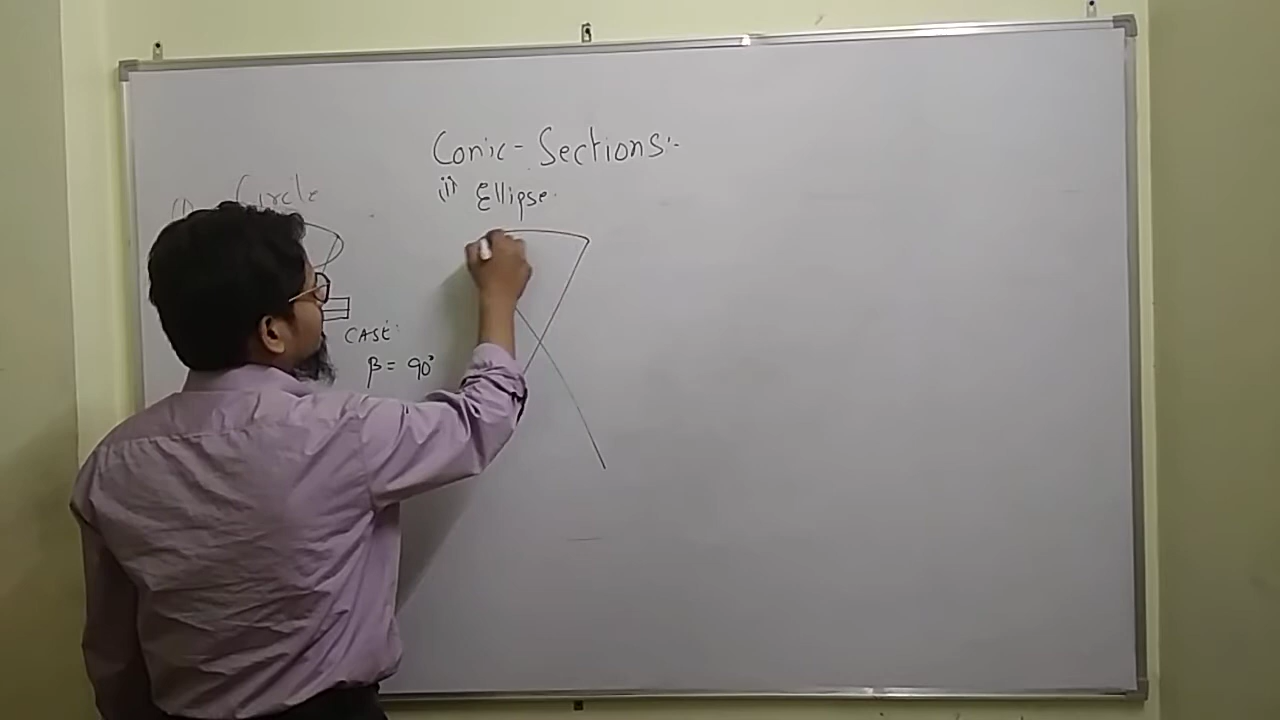 Conic - Sections :-
(i) Circle
(ii) Ellipse
CASE:
β = 90°